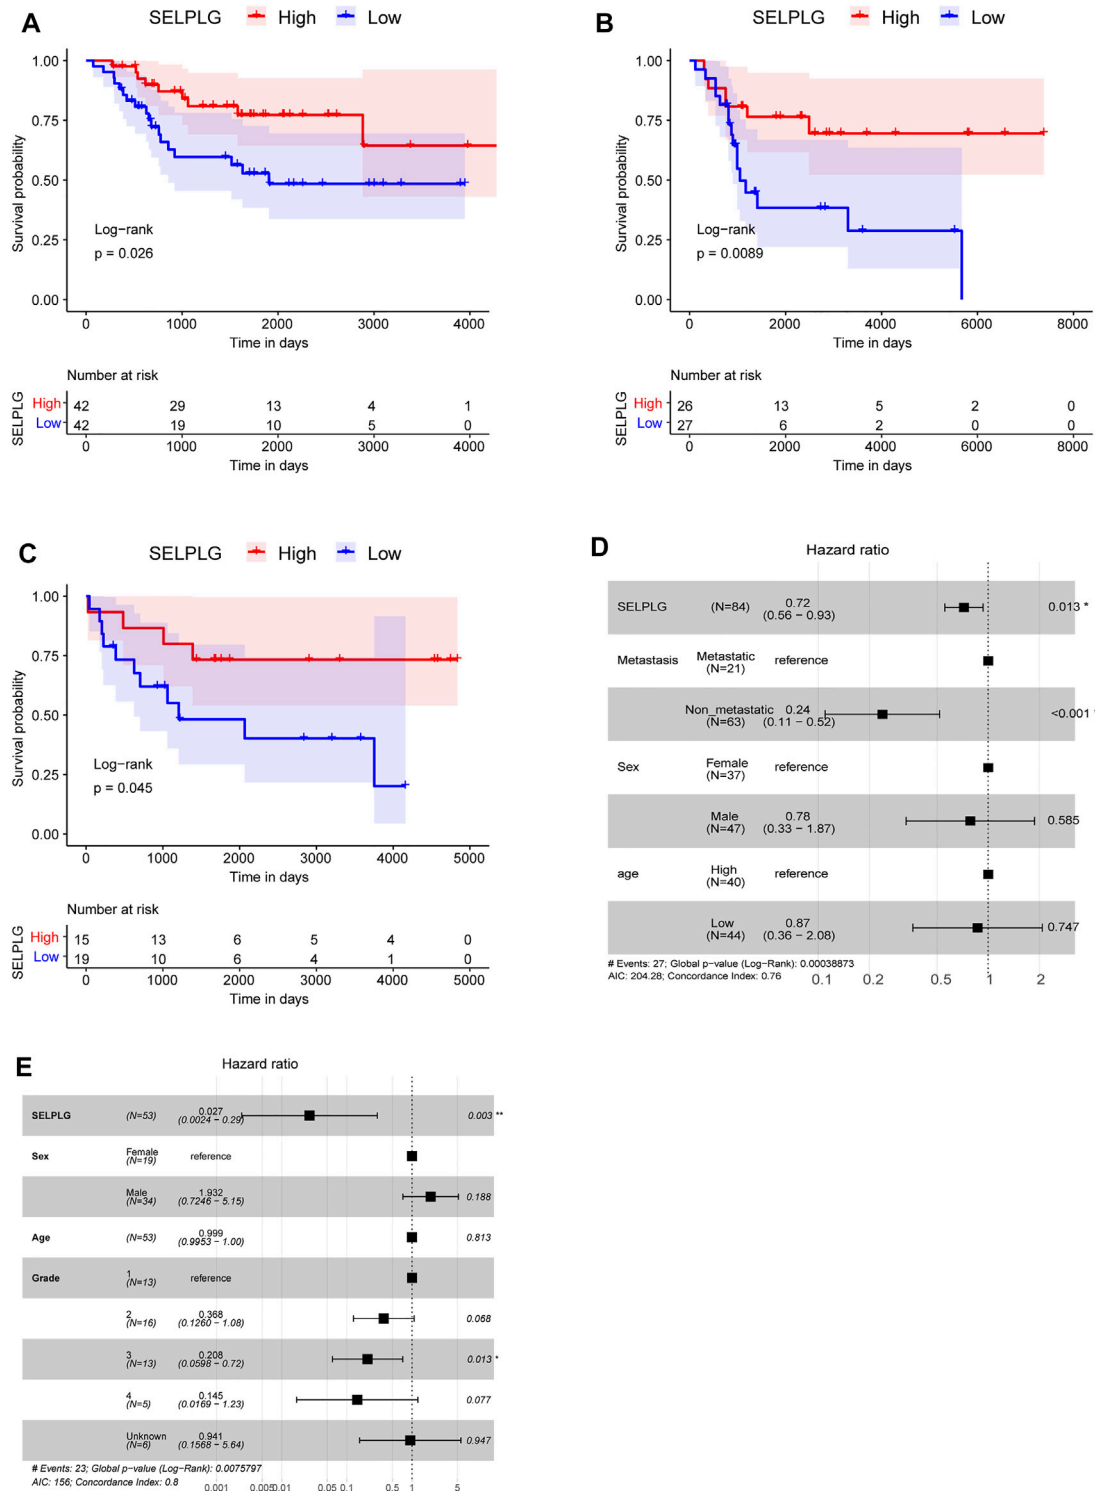 A
SELPLG High Low
1.00
0.75
0.50
0.25
0.00
Survival probability
Log−rank
p = 0.026
0 1000 2000 3000 4000
Time in days
Number at risk
SELPLG
High 42 29 13 4 1
Low 42 19 10 5 0
0 1000 2000 3000 4000
Time in days
B
SELPLG High Low
1.00
0.75
0.50
0.25
0.00
Survival probability
Log−rank
p = 0.0089
0 2000 4000 6000 8000
Time in days
Number at risk
SELPLG
High 26 13 5 2 0
Low 27 6 2 0 0
0 2000 4000 6000 8000
Time in days
C
SELPLG High Low
1.00
0.75
0.50
0.25
0.00
Survival probability
Log−rank
p = 0.045
0 1000 2000 3000 4000 5000
Time in days
Number at risk
SELPLG
High 15 13 6 5 4 0
Low 19 10 6 4 1 0
0 1000 2000 3000 4000 5000
Time in days
D
Hazard ratio
SELPLG (N=84) 0.72 0.013 *
(0.56 − 0.93)
Metastasis Metastatic reference
(N=21)
Non_metastatic 0.24 <0.001
(N=63) (0.11 − 0.52)
Sex Female reference
(N=37)
Male 0.78 0.585
(N=47) (0.33 − 1.87)
age High reference
(N=40)
Low 0.87 0.747
(N=44) (0.36 − 2.08)
# Events: 27; Global p−value (Log−Rank): 0.00038873
AIC: 204.28; Concordance Index: 0.76
0.1 0.2 0.5 1 2
E
Hazard ratio
SELPLG (N=53) 0.027 0.003 **
(0.0024 − 0.29)
Sex Female reference
(N=19)
Male 1.932 0.188
(N=34) (0.7246 − 5.15)
Age (N=53) 0.999 0.813
(0.9953 − 1.00)
Grade 1 reference
(N=13)
2 0.368 0.068
(N=16) (0.1260 − 1.08)
3 0.208 0.013 *
(N=13) (0.0598 − 0.72)
4 0.145 0.077
(N=5) (0.0169 − 1.23)
Unknown 0.941 0.947
(N=6) (0.1568 − 5.64)
# Events: 23; Global p−value (Log−Rank): 0.0075797
AIC: 156; Concordance Index: 0.8
0.001 0.005 0.01 0.05 0.1 0.5 1 5